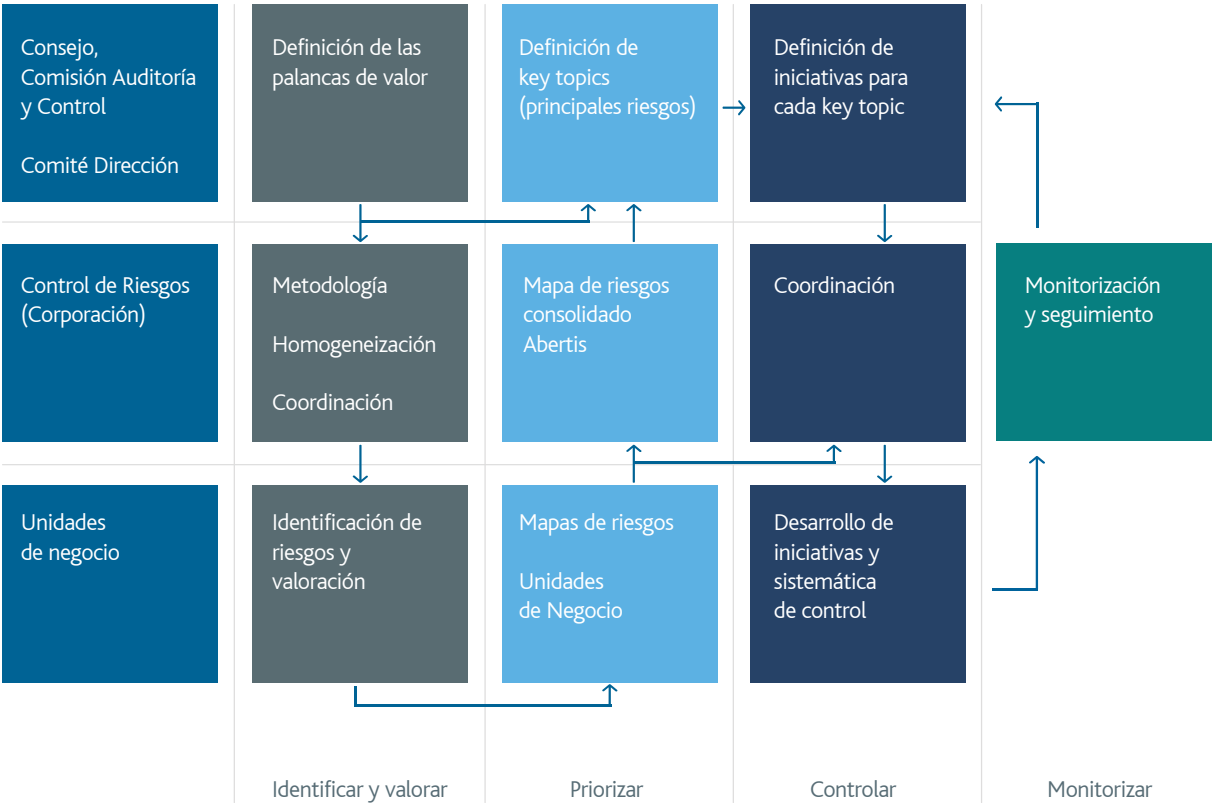 Consejo,
Comisión Auditoría
y Control
Comité Dirección
Definición de las
palancas de valor
Definición de
key topics
(principales riesgos)
Definición de
iniciativas para
cada key topic
Control de Riesgos
(Corporación)
Metodología
Homogeneización
Coordinación
Mapa de riesgos
consolidado
Abertis
Coordinación
Monitorización
y seguimiento
Unidades
de negocio
Identificación de
riesgos y
valoración
Mapas de riesgos
Unidades
de Negocio
Desarrollo de
iniciativas y
sistemática
de control
Identificar y valorar
Priorizar
Controlar
Monitorizar